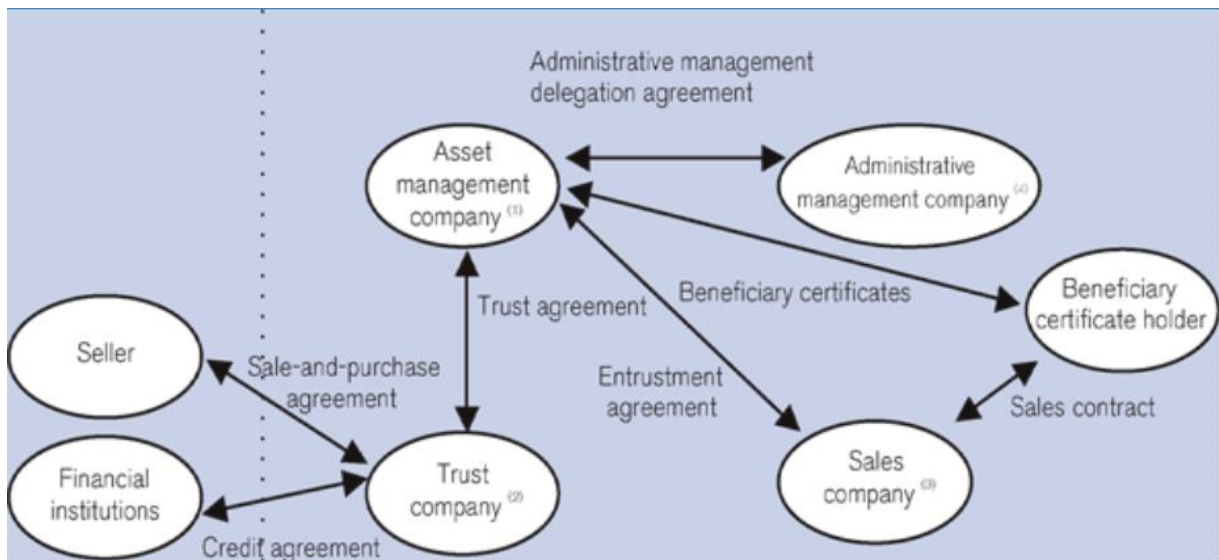 Administrative management
delegation agreement
Asset
management
company (1)
Administrative
management company (4)
Trust agreement
Beneficiary certificates
Beneficiary
certificate holder
Seller
Sale-and-purchase
agreement
Entrustment
agreement
Sales contract
Financial
institutions
Trust
company (2)
Sales
company (3)
Credit agreement